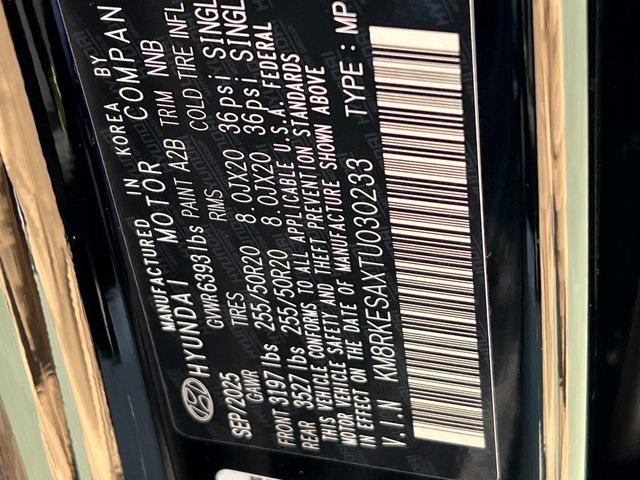 MANUFACTURED IN KOREA BY
HYUNDAI MOTOR COMPAN
SEP/2025 GVWR 6393 lbs PAINT A2B TRIM NNB
GAWR TIRES RIMS COLD TIRE INFL
FRONT 3197 lbs 255/50R20 8.0JX20 36psi SINGL
REAR 3527 lbs 255/50R20 8.0JX20 36psi SINGL
THIS VEHICLE CONFORMS TO ALL APPLICABLE U.S.A. FEDERAL
MOTOR VEHICLE SAFETY AND THEFT PREVENTION STANDARDS
IN EFFECT ON THE DATE OF MANUFACTURE SHOWN ABOVE
V.I.N KM8RKESAXTU030233 TYPE : MP